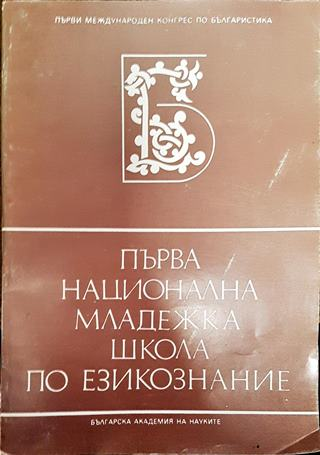 ПЪРВИ МЕЖДУНАРОДЕН КОНГРЕС ПО БЪЛГАРИСТИКА
Б
ПЪРВА
НАЦИОНАЛНА
МЛАДЕЖКА
ШКОЛА
ПО ЕЗИКОЗНАНИЕ
БЪЛГАРСКА АКАДЕМИЯ НА НАУКИТЕ